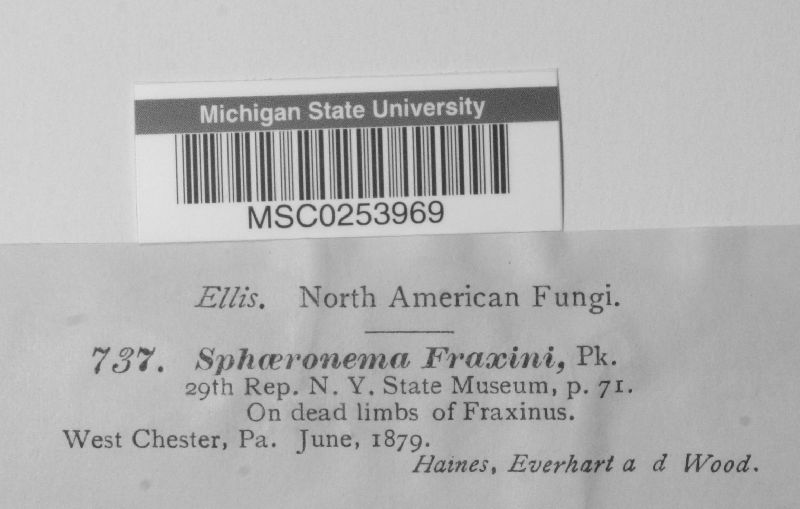 Michigan State University
MSC0253969
Ellis. North American Fungi.
737. Sphæronema Fraxini, Pk.
29th Rep. N. Y. State Museum, p. 71.
On dead limbs of Fraxinus.
West Chester, Pa. June, 1879.
Haines, Everhart a d Wood.